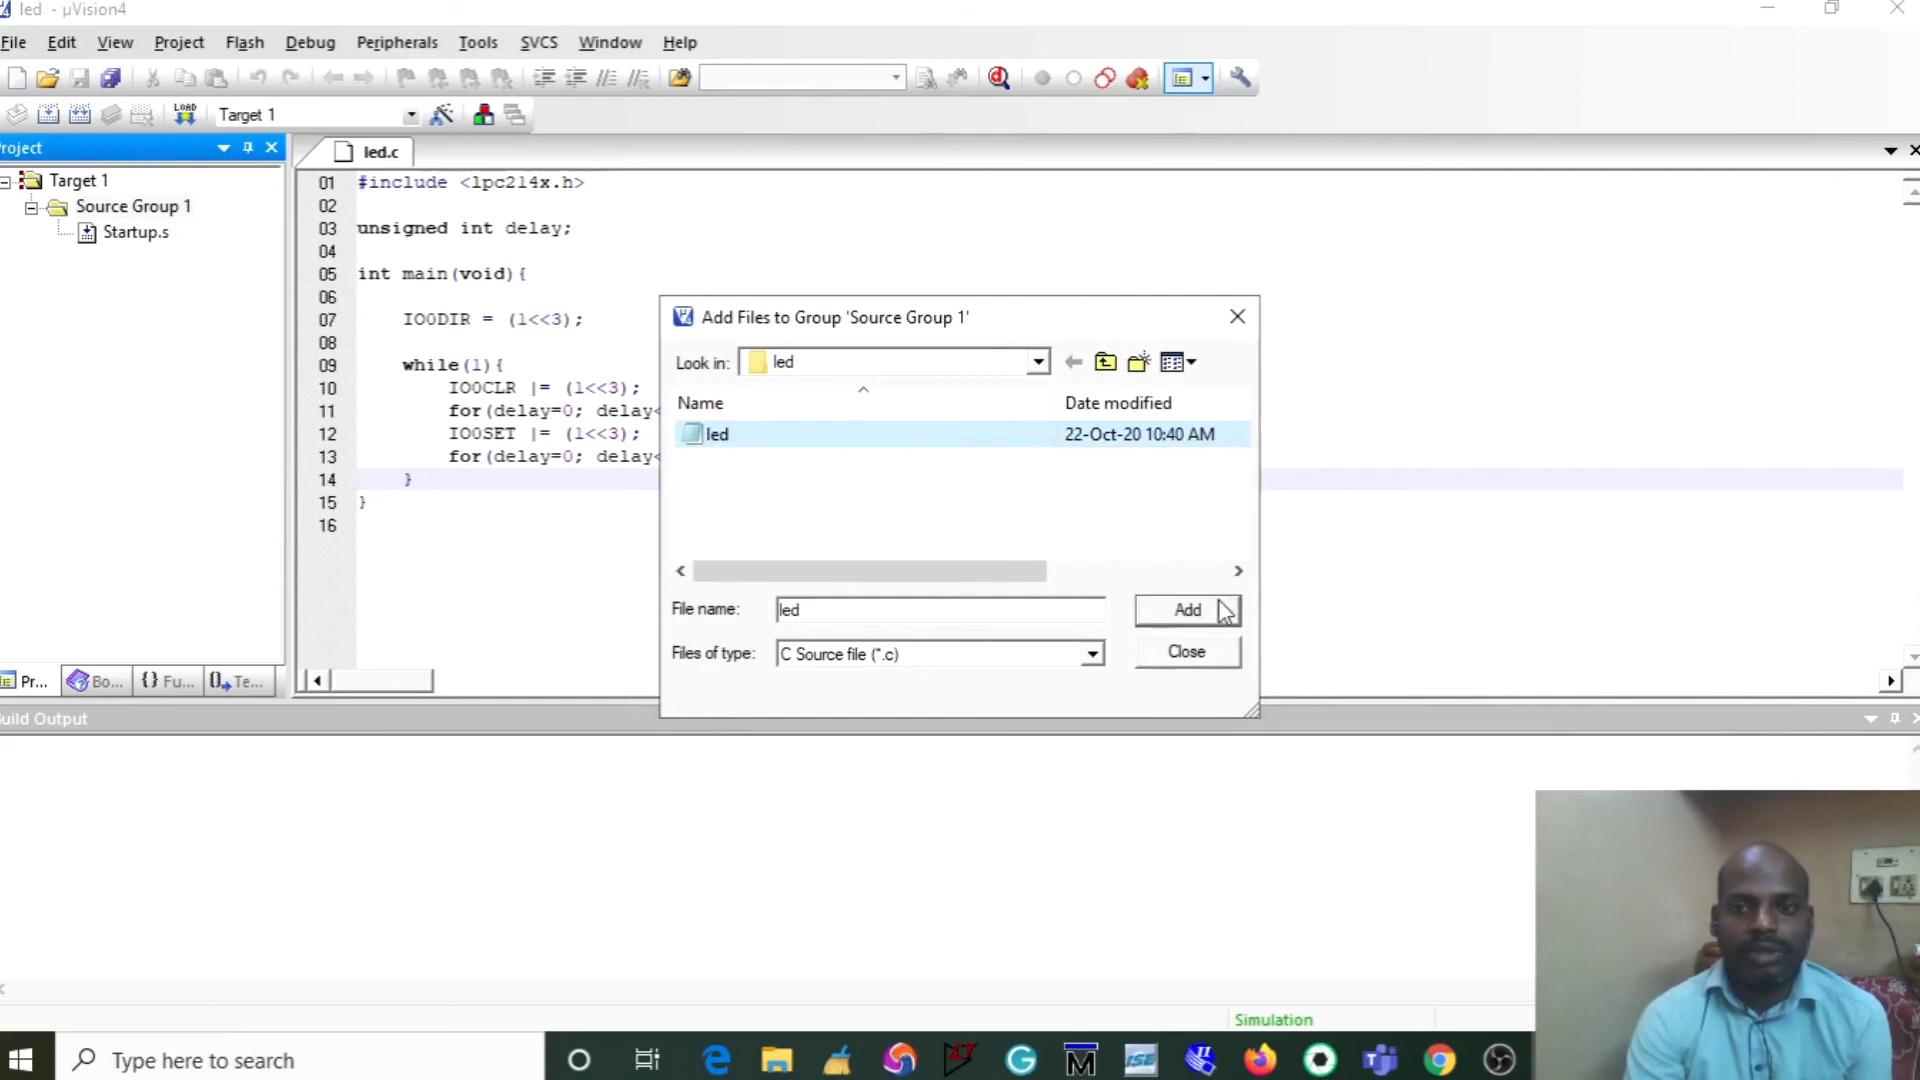 led - µVision4
File Edit View Project Flash Debug Peripherals Tools SVCS Window Help
LOAD
Target 1
Project
led.c
Target 1
Source Group 1
Startup.s
01 #include <lpc214x.h>
02
03 unsigned int delay;
04
05 int main(void){
06
07 IO0DIR = (1<<3);
08
09 while(1){
10 IO0CLR |= (1<<3);
11 for(delay=0; delay<
12 IO0SET |= (1<<3);
13 for(delay=0; delay<
14 }
15 }
16
Add Files to Group 'Source Group 1'
Look in: led
Name Date modified
led 22-Oct-20 10:40 AM
File name: led Add
Files of type: C Source file (*.c) Close
Pr... Bo... {} Fu... Te...
Build Output
Simulation
Type here to search